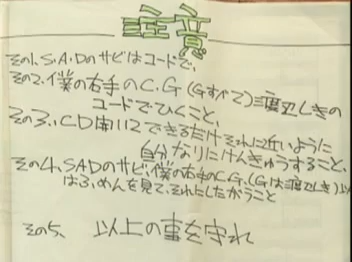 注意
その1、S.A.Dのサビはコードで、
その2、僕の右手のC.G(Gすべて)渡辺しきの
コードでひくこと、
その3、CD 112できるだけそれに近いように
自分なりにけんきゅうすること、
その4、SADのサビ、僕の右手のC.G、(Gは渡辺しき)以
はふ、めんを見て、それにしたがうこと
その5、 以上の事を守れ